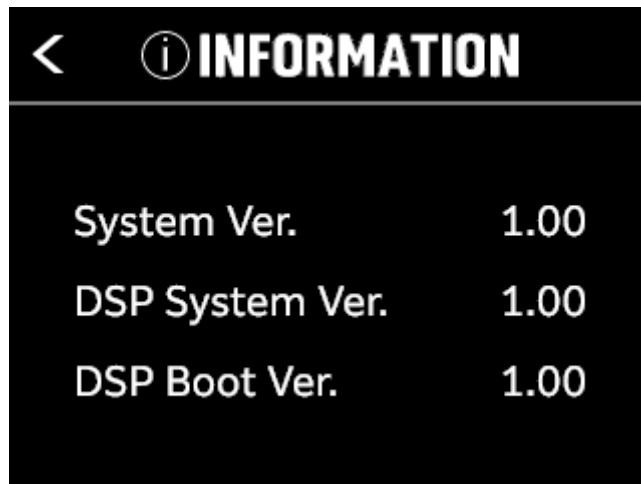 INFORMATION
System Ver. 1.00
DSP System Ver. 1.00
DSP Boot Ver. 1.00